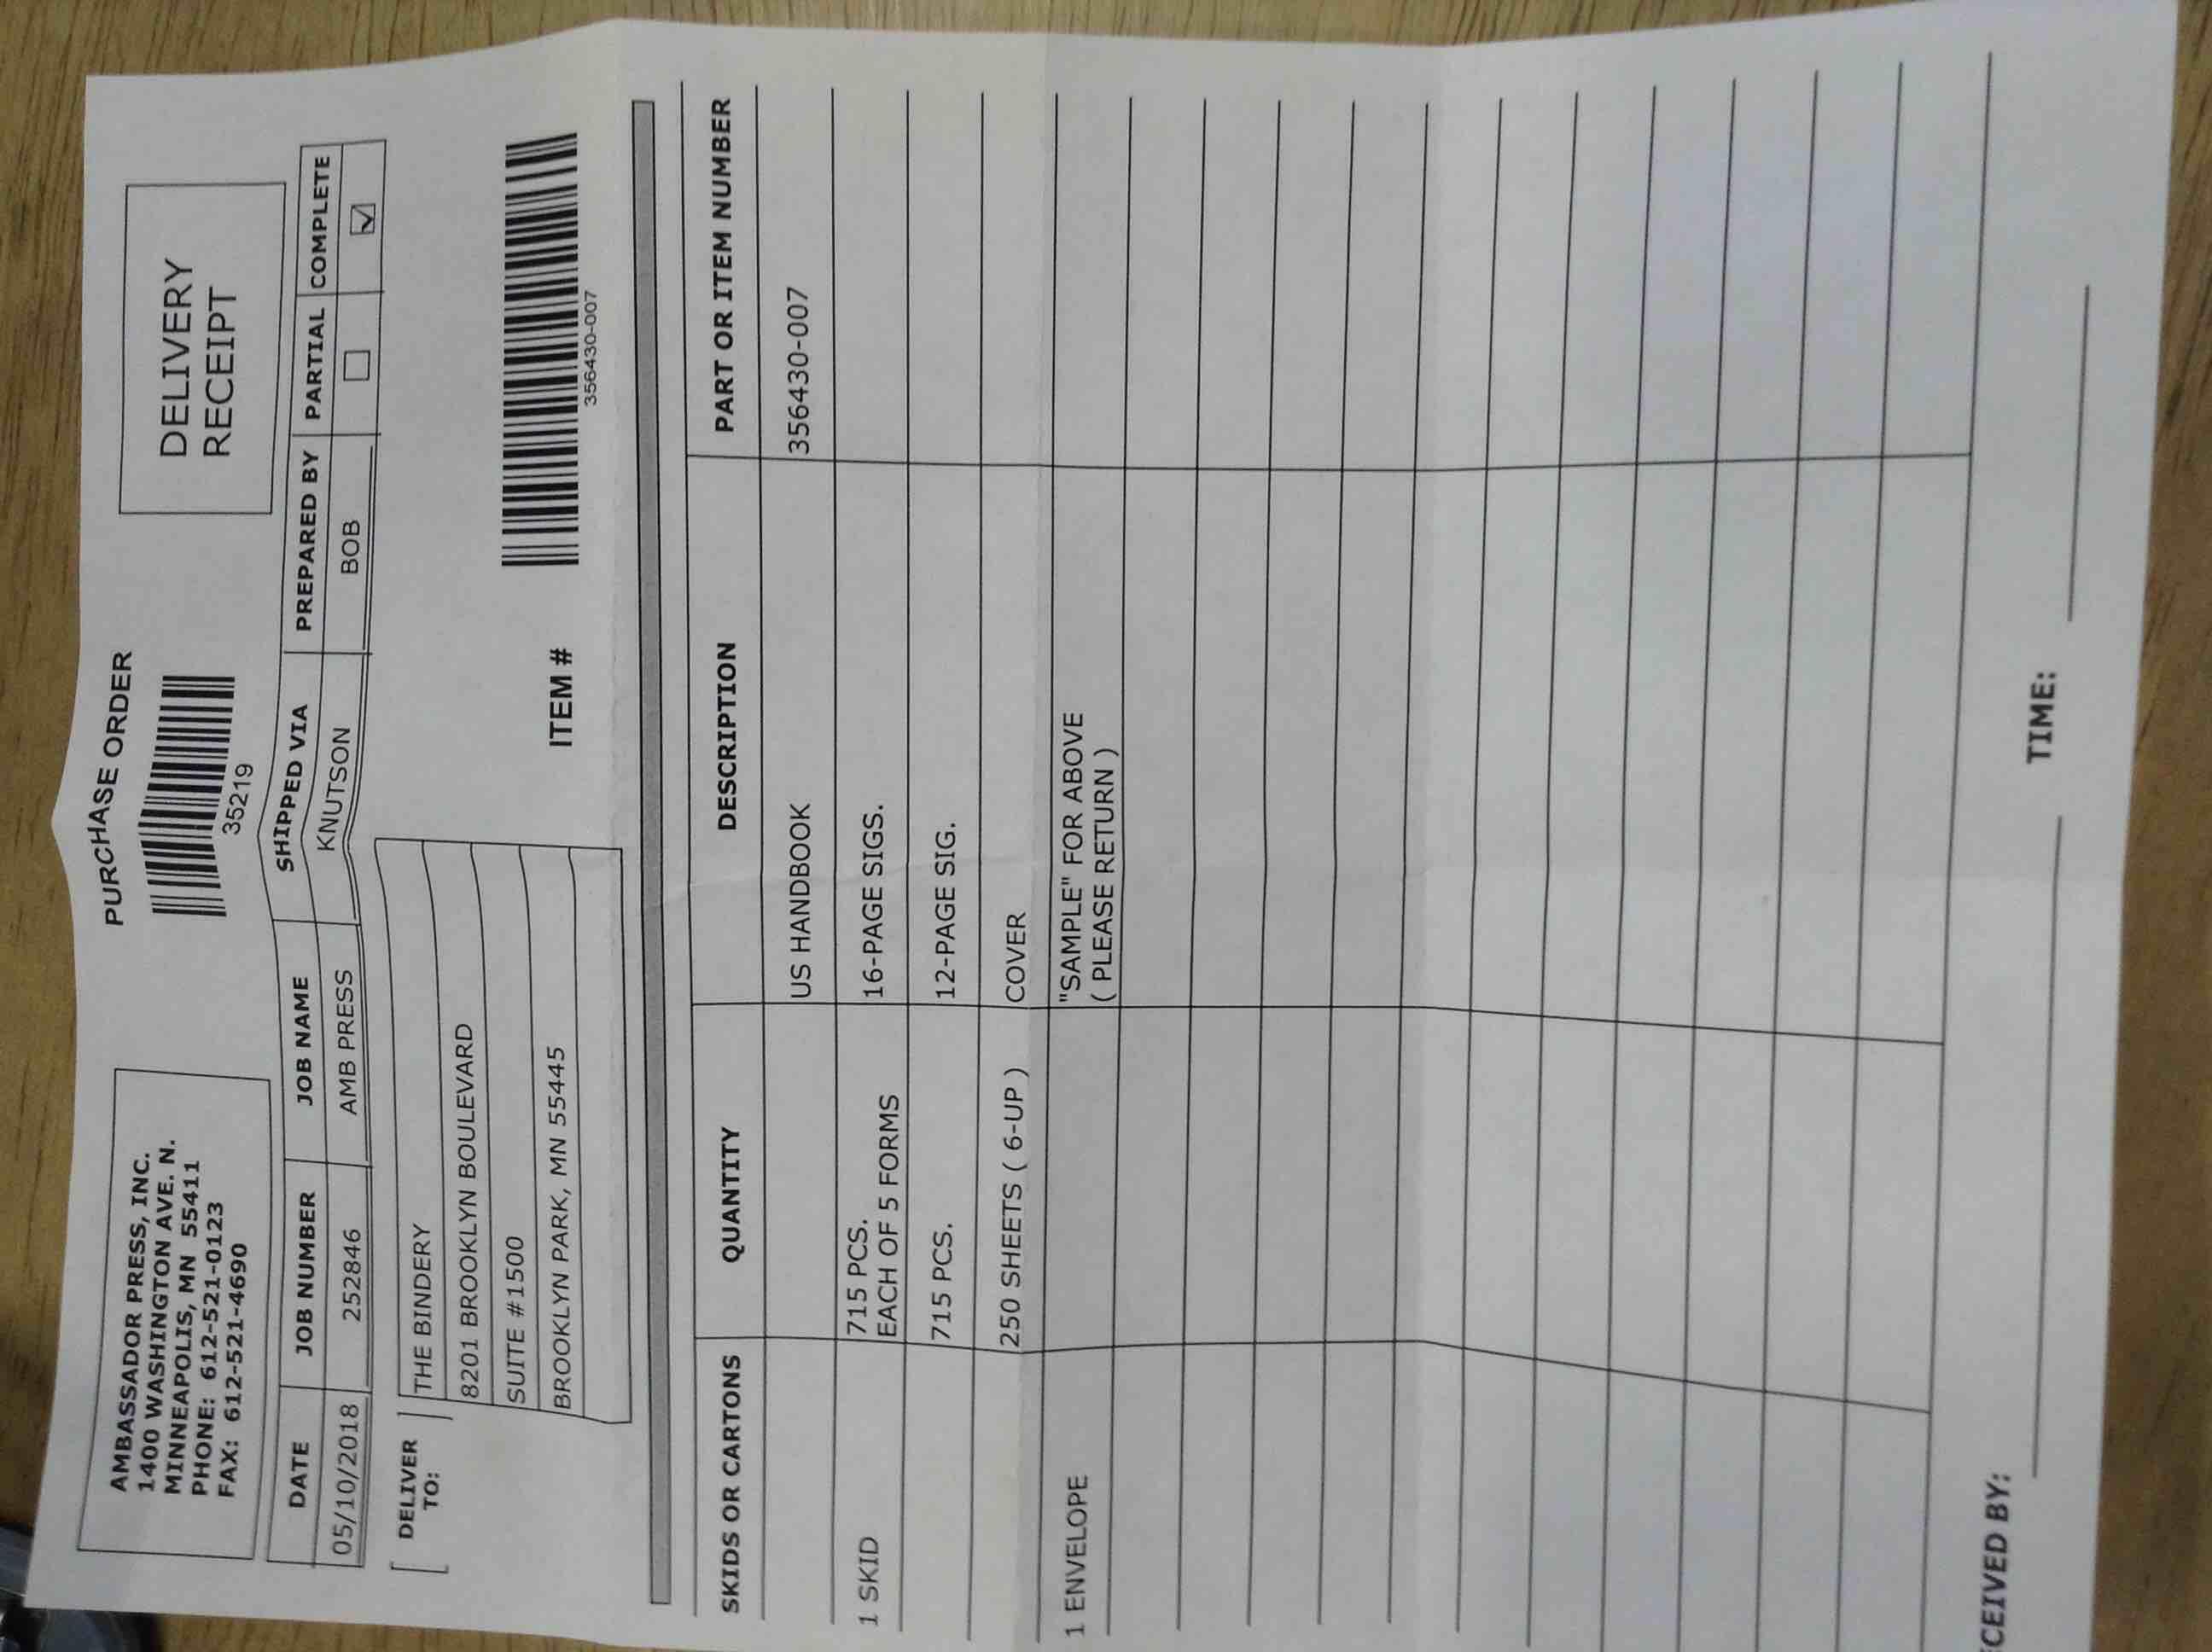 AMBASSADOR PRESS, INC.
1400 WASHINGTON AVE. N.
MINNEAPOLIS, MN 55411
PHONE: 612-521-0123
FAX: 612-521-4690
PURCHASE ORDER
35219
DELIVERY
RECEIPT
DATE JOB NUMBER JOB NAME SHIPPED VIA PREPARED BY PARTIAL COMPLETE
05/10/2018 252846 AMB PRESS KNUTSON BOB
DELIVER
TO:
THE BINDERY
8201 BROOKLYN BOULEVARD
SUITE #1500
BROOKLYN PARK, MN 55445
ITEM #
356430-007
SKIDS OR CARTONS QUANTITY DESCRIPTION PART OR ITEM NUMBER
US HANDBOOK 356430-007
1 SKID 715 PCS. 16-PAGE SIGS.
EACH OF 5 FORMS
715 PCS. 12-PAGE SIG.
250 SHEETS ( 6-UP ) COVER
1 ENVELOPE "SAMPLE" FOR ABOVE
( PLEASE RETURN )
CEIVED BY: TIME: